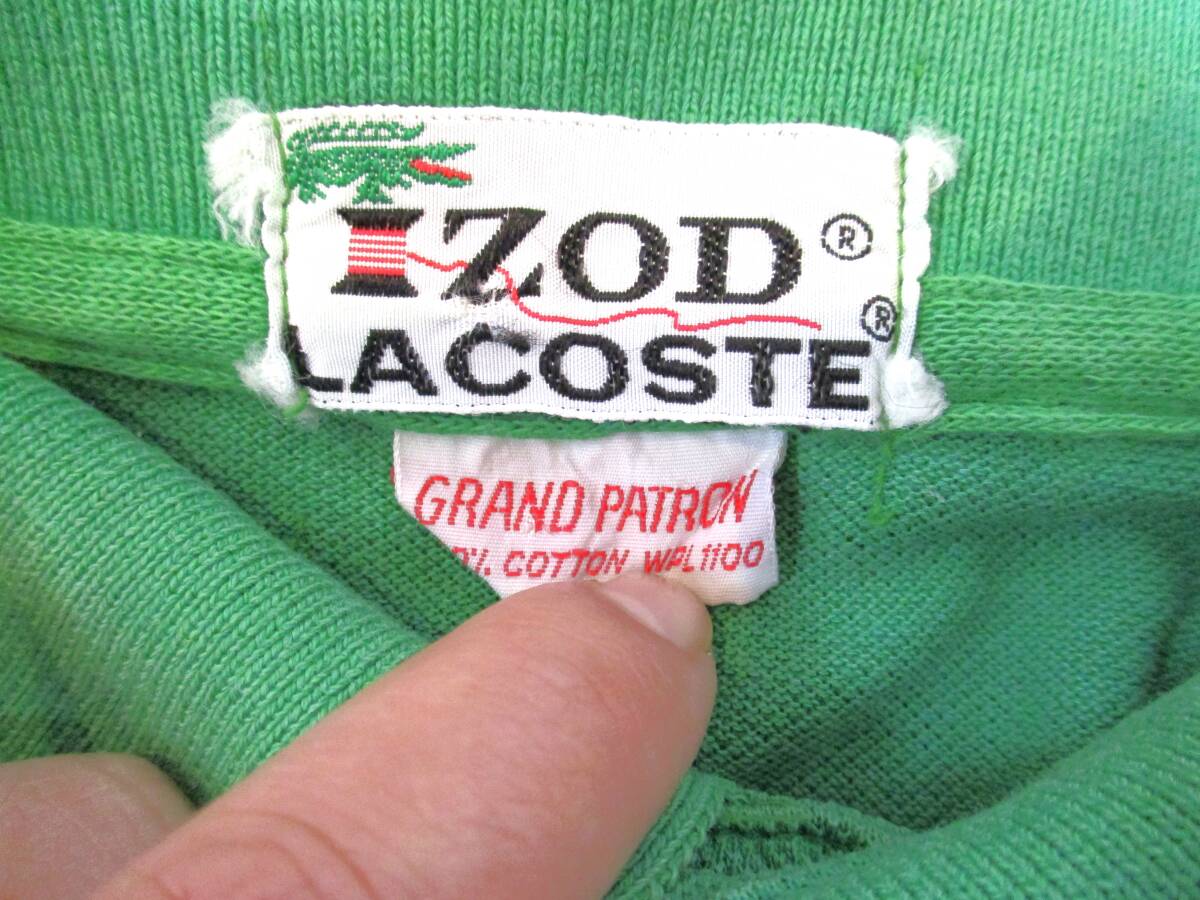 IZOD ®
LACOSTE ®
GRAND PATRON
% COTTON WPL1100